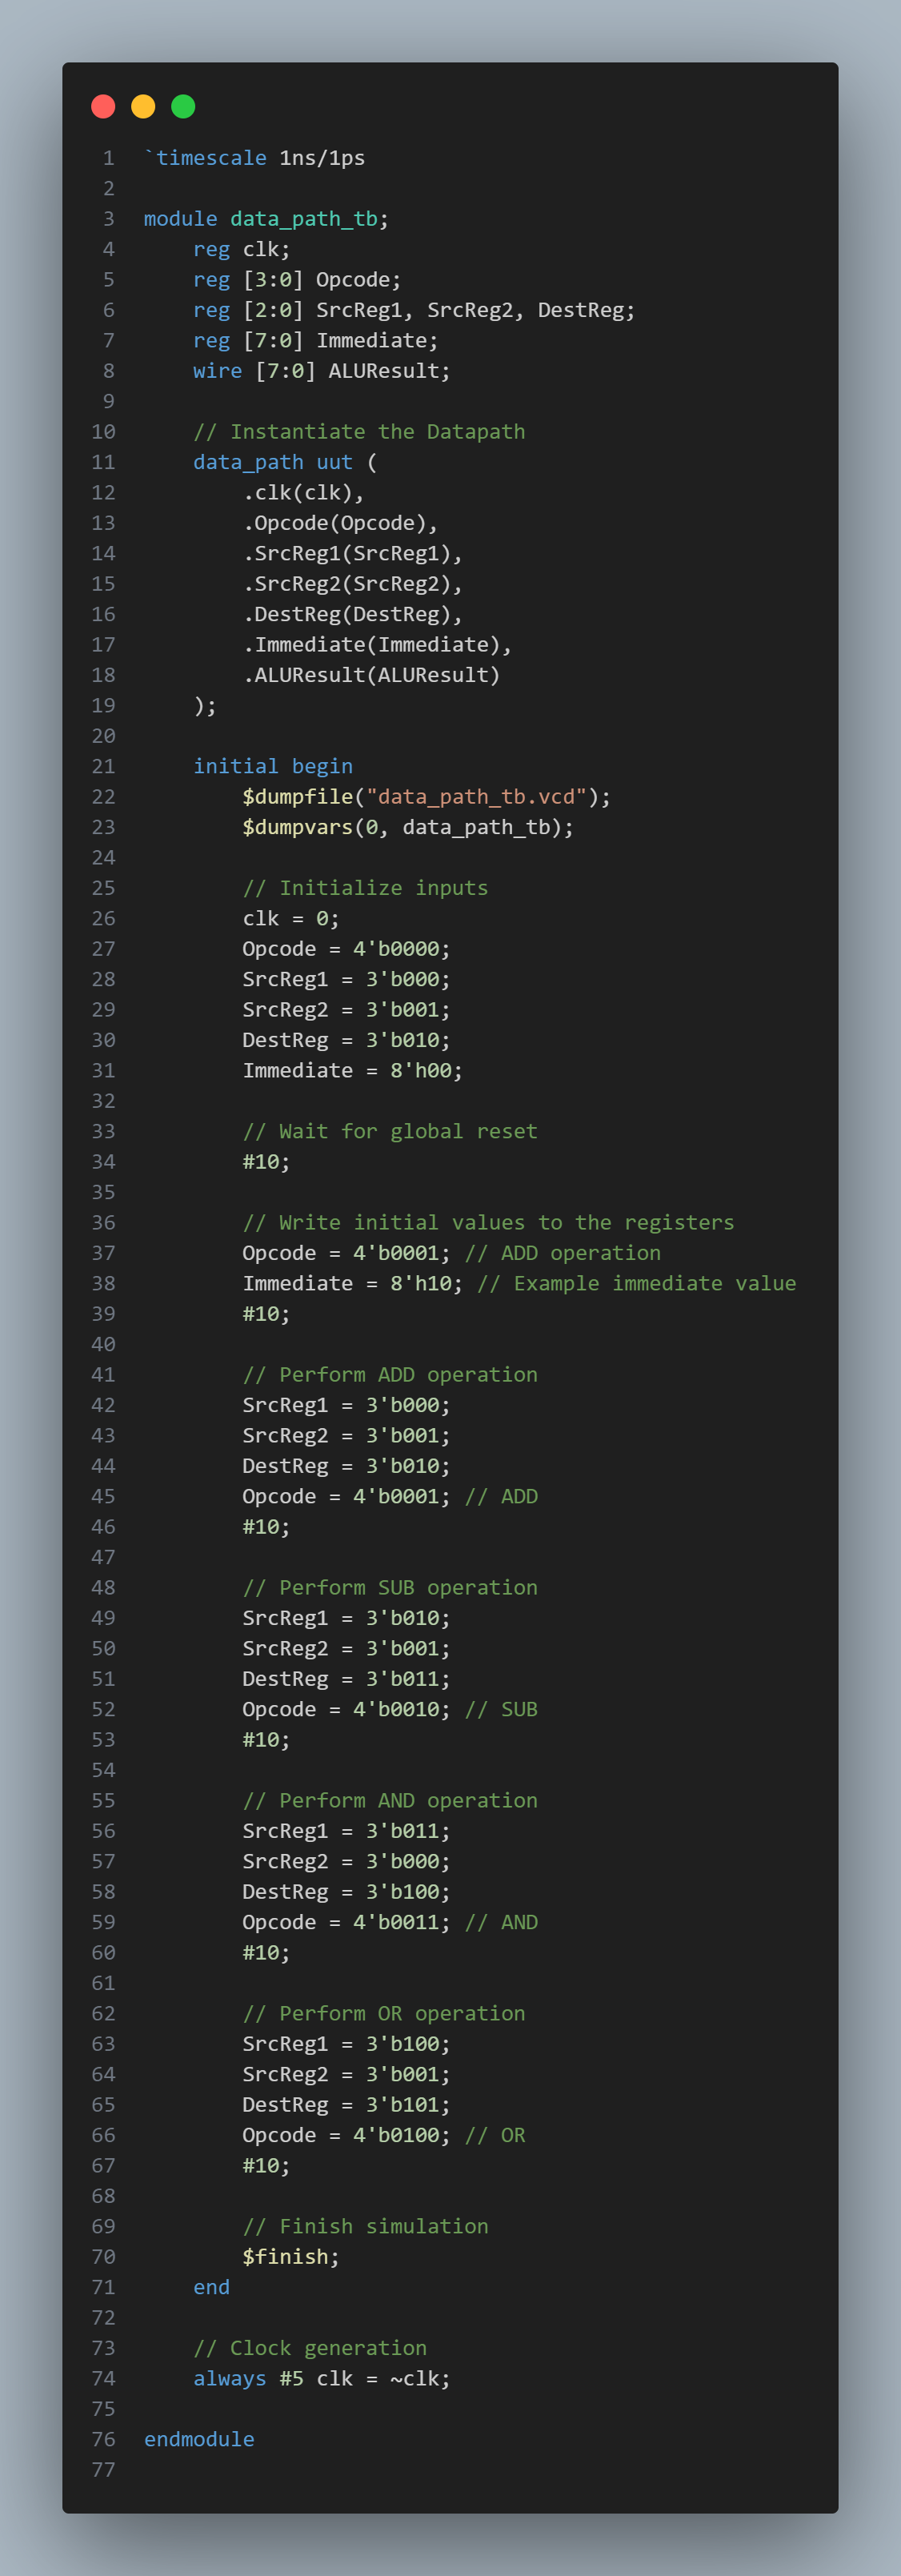 1 `timescale 1ns/1ps
2
3 module data_path_tb;
4     reg clk;
5     reg [3:0] Opcode;
6     reg [2:0] SrcReg1, SrcReg2, DestReg;
7     reg [7:0] Immediate;
8     wire [7:0] ALUResult;
9
10     // Instantiate the Datapath
11     data_path uut (
12         .clk(clk),
13         .Opcode(Opcode),
14         .SrcReg1(SrcReg1),
15         .SrcReg2(SrcReg2),
16         .DestReg(DestReg),
17         .Immediate(Immediate),
18         .ALUResult(ALUResult)
19     );
20
21     initial begin
22         $dumpfile("data_path_tb.vcd");
23         $dumpvars(0, data_path_tb);
24
25         // Initialize inputs
26         clk = 0;
27         Opcode = 4'b0000;
28         SrcReg1 = 3'b000;
29         SrcReg2 = 3'b001;
30         DestReg = 3'b010;
31         Immediate = 8'h00;
32
33         // Wait for global reset
34         #10;
35
36         // Write initial values to the registers
37         Opcode = 4'b0001; // ADD operation
38         Immediate = 8'h10; // Example immediate value
39         #10;
40
41         // Perform ADD operation
42         SrcReg1 = 3'b000;
43         SrcReg2 = 3'b001;
44         DestReg = 3'b010;
45         Opcode = 4'b0001; // ADD
46         #10;
47
48         // Perform SUB operation
49         SrcReg1 = 3'b010;
50         SrcReg2 = 3'b001;
51         DestReg = 3'b011;
52         Opcode = 4'b0010; // SUB
53         #10;
54
55         // Perform AND operation
56         SrcReg1 = 3'b011;
57         SrcReg2 = 3'b000;
58         DestReg = 3'b100;
59         Opcode = 4'b0011; // AND
60         #10;
61
62         // Perform OR operation
63         SrcReg1 = 3'b100;
64         SrcReg2 = 3'b001;
65         DestReg = 3'b101;
66         Opcode = 4'b0100; // OR
67         #10;
68
69         // Finish simulation
70         $finish;
71     end
72
73     // Clock generation
74     always #5 clk = ~clk;
75
76 endmodule
77